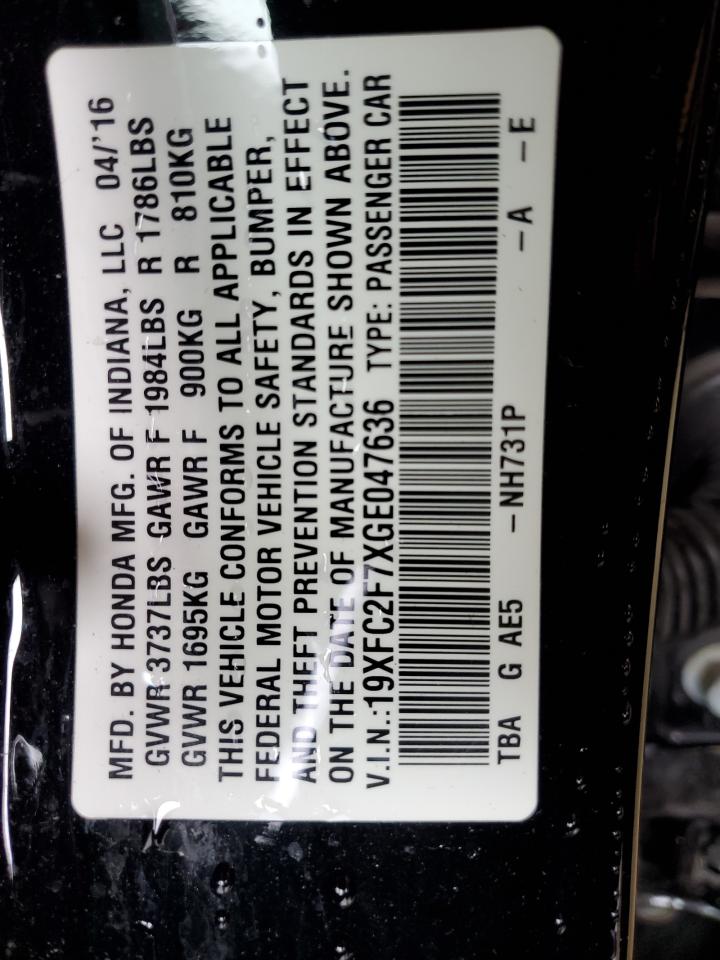 MFD. BY HONDA MFG. OF INDIANA, LLC 04/'16
GVWR 3737LBS GAWR F 1984LBS R 1786LBS
GVWR 1695KG GAWR F 900KG R 810KG
THIS VEHICLE CONFORMS TO ALL APPLICABLE
FEDERAL MOTOR VEHICLE SAFETY, BUMPER,
AND THEFT PREVENTION STANDARDS IN EFFECT
ON THE DATE OF MANUFACTURE SHOWN ABOVE.
V.I.N.:19XFC2F7XGE047636 TYPE: PASSENGER CAR
TBA G AE5 -NH731P -A -E